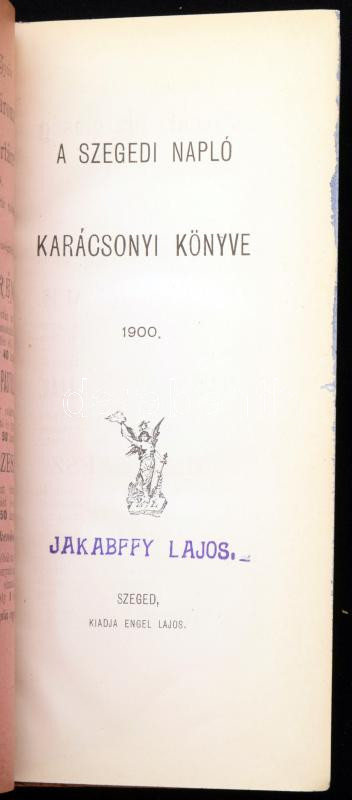 A SZEGEDI NAPLÓ
KARÁCSONYI KÖNYVE
1900.
JAKABFFY LAJOS.
SZEGED,
KIADJA ENGEL LAJOS.